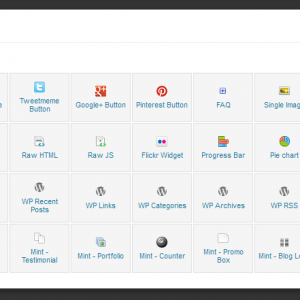 Tweetmeme
Button
Google+ Button
Pinterest Button
FAQ
Single Imag
Raw HTML
Raw JS
Flickr Widget
Progress Bar
Pie chart
WP Recent
Posts
WP Links
WP Categories
WP Archives
WP RSS
Mint -
Testimonial
Mint - Portfolio
Mint - Counter
Mint - Promo
Box
Mint - Blog Lo